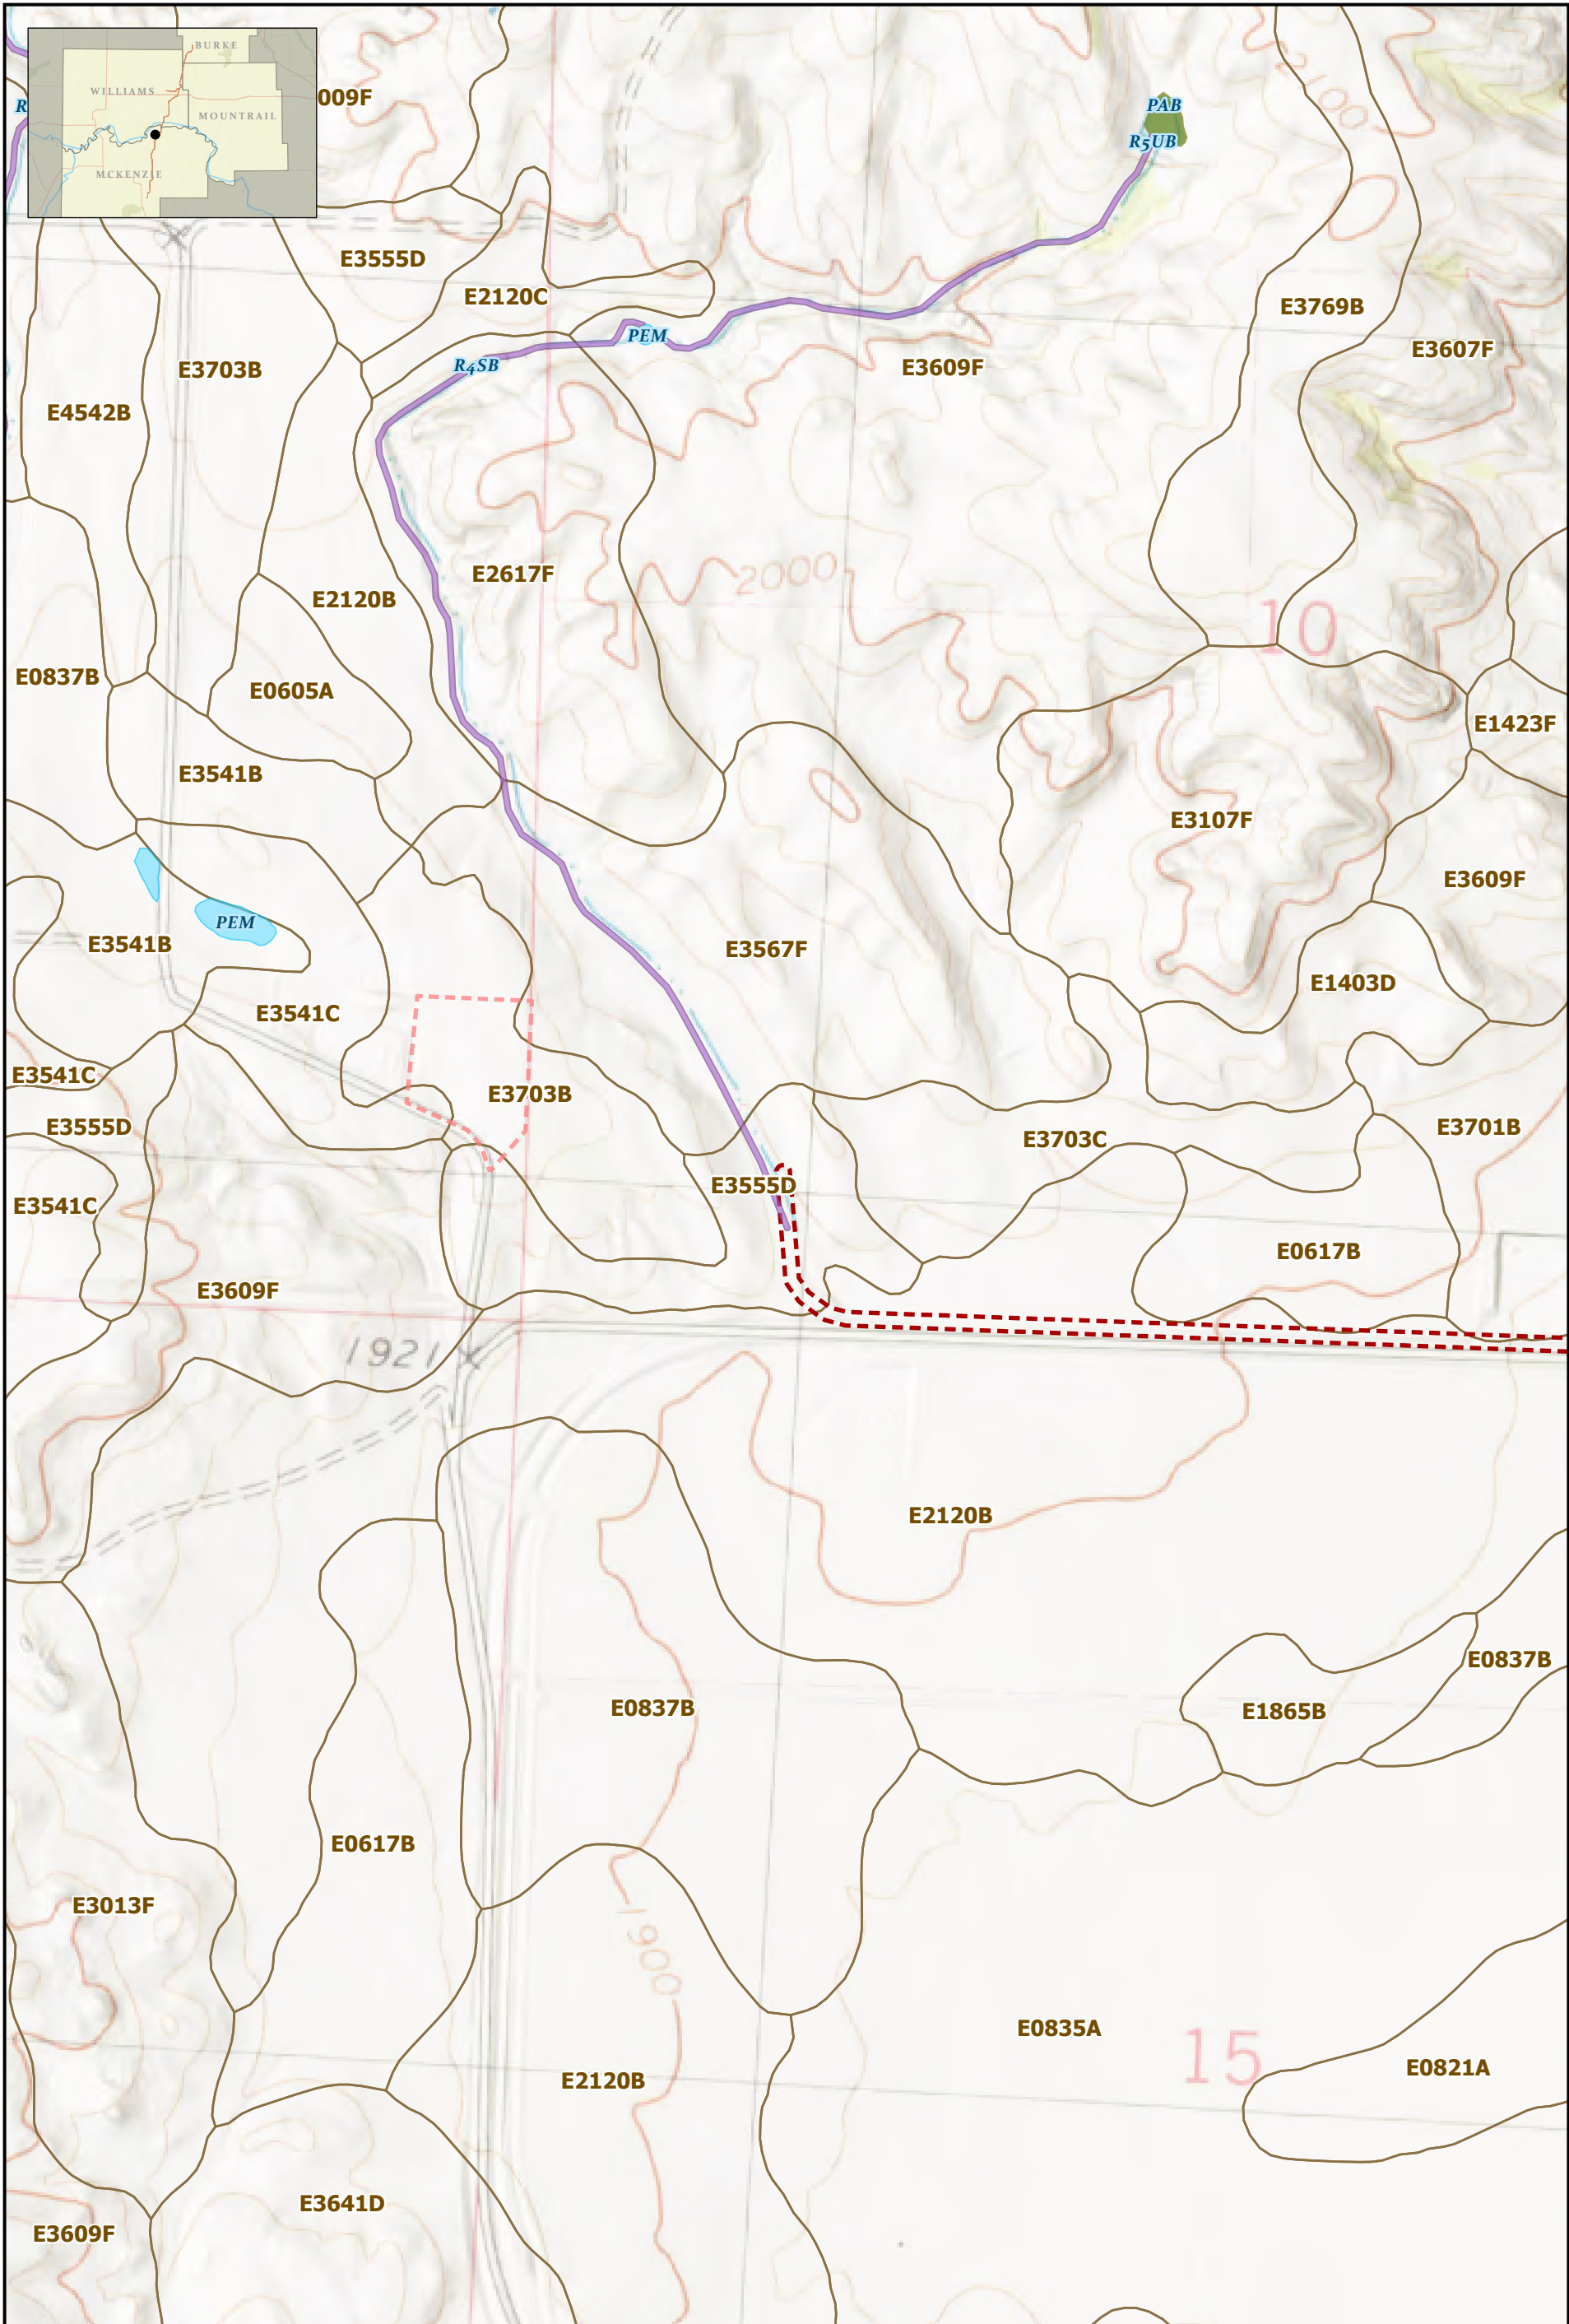 BURKE
WILLIAMS
MOUNTRAIL
MCKENZIE
R
009F
PAB
R5UB
2100
E3555D
E2120C
E3769B
PEM
E3607F
R4SB
E3609F
E3703B
E4542B
E2617F
2000
E2120B
10
E0837B
E0605A
E1423F
E3541B
E3107F
E3609F
PEM
E3541B
E3567F
E1403D
E3541C
E3541C
E3703B
E3555D
E3703C
E3701B
E3555D
E3541C
E0617B
E3609F
1921
E2120B
E0837B
E0837B
E1865B
E0617B
E3013F
1900
E0835A
15
E0821A
E2120B
E3641D
E3609F